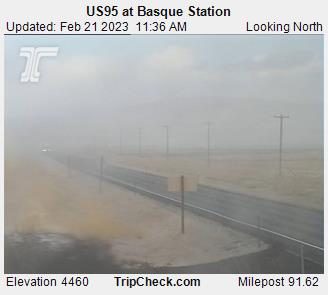 US95 at Basque Station
Updated: Feb 21 2023 11:36 AM Looking North
Elevation 4460 TripCheck.com Milepost 91.62